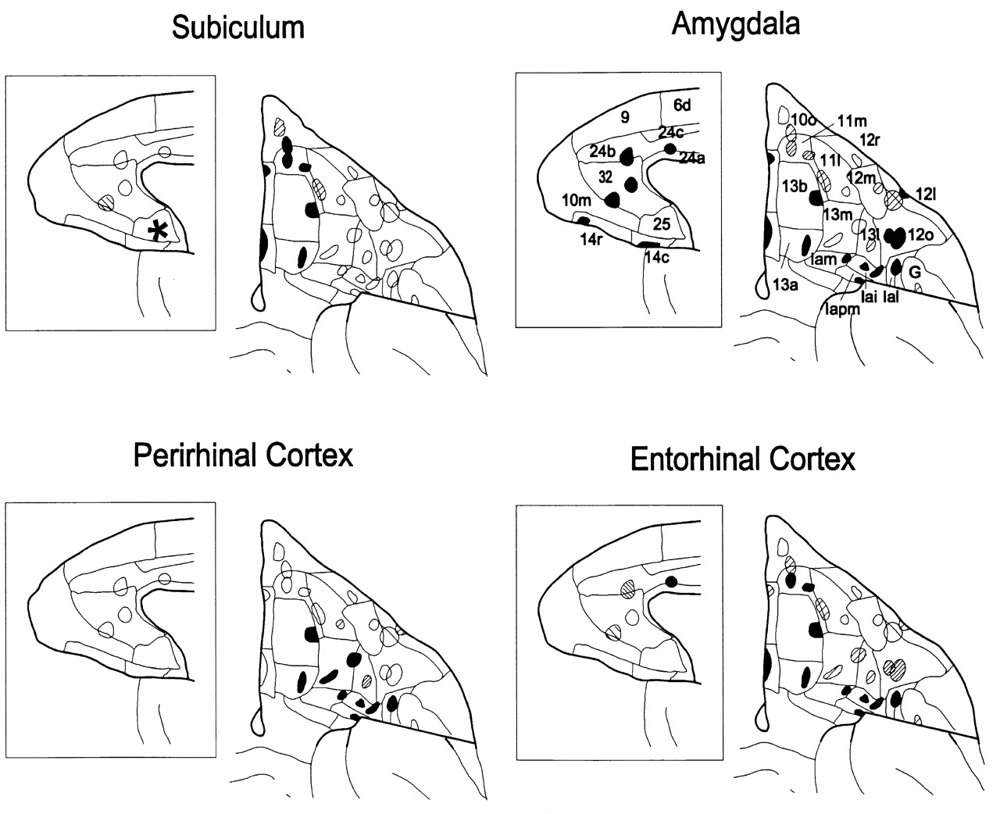 Subiculum
Amygdala
*
9
6d
24c
24b
24a
32
10m
25
14r
14c
10o
11m
12r
11l
12m
13b
12l
13m
13l
12o
Iam
G
13a
Iai
Ial
Iapm
Perirhinal Cortex
Entorhinal Cortex